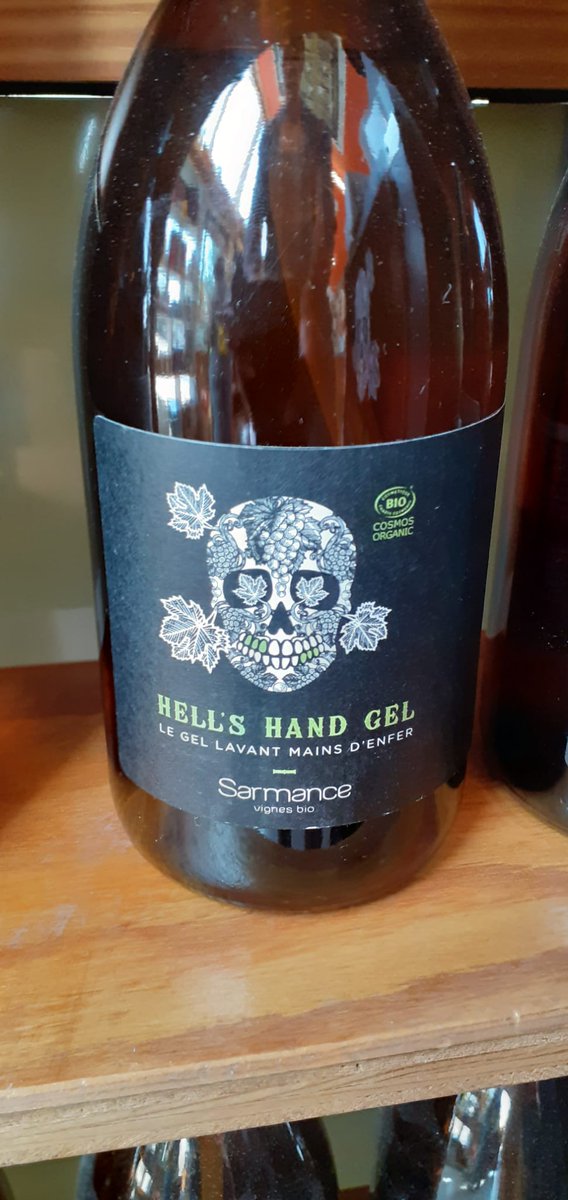 BIO
COSMOS
ORGANIC
HELL'S HAND GEL
LE GEL LAVANT MAINS D'ENFER
Sarmance
vignes bio